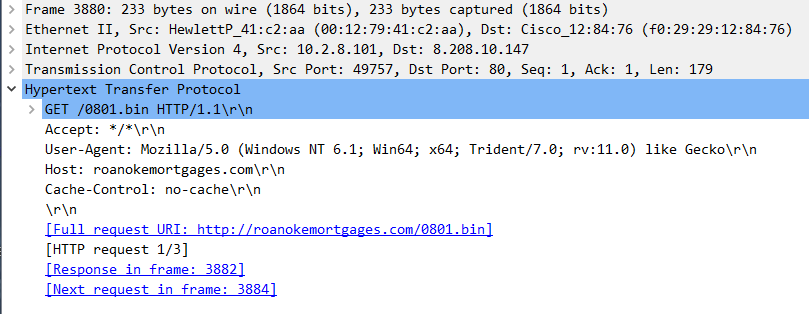 Frame 3880: 233 bytes on wire (1864 bits), 233 bytes captured (1864 bits)
Ethernet II, Src: HewlettP_41:c2:aa (00:12:79:41:c2:aa), Dst: Cisco_12:84:76 (f0:29:29:12:84:76)
Internet Protocol Version 4, Src: 10.2.8.101, Dst: 8.208.10.147
Transmission Control Protocol, Src Port: 49757, Dst Port: 80, Seq: 1, Ack: 1, Len: 179
Hypertext Transfer Protocol
GET /0801.bin HTTP/1.1\r\n
Accept: */*\r\n
User-Agent: Mozilla/5.0 (Windows NT 6.1; Win64; x64; Trident/7.0; rv:11.0) like Gecko\r\n
Host: roanokemortgages.com\r\n
Cache-Control: no-cache\r\n
\r\n
[Full request URI: http://roanokemortgages.com/0801.bin]
[HTTP request 1/3]
[Response in frame: 3882]
[Next request in frame: 3884]